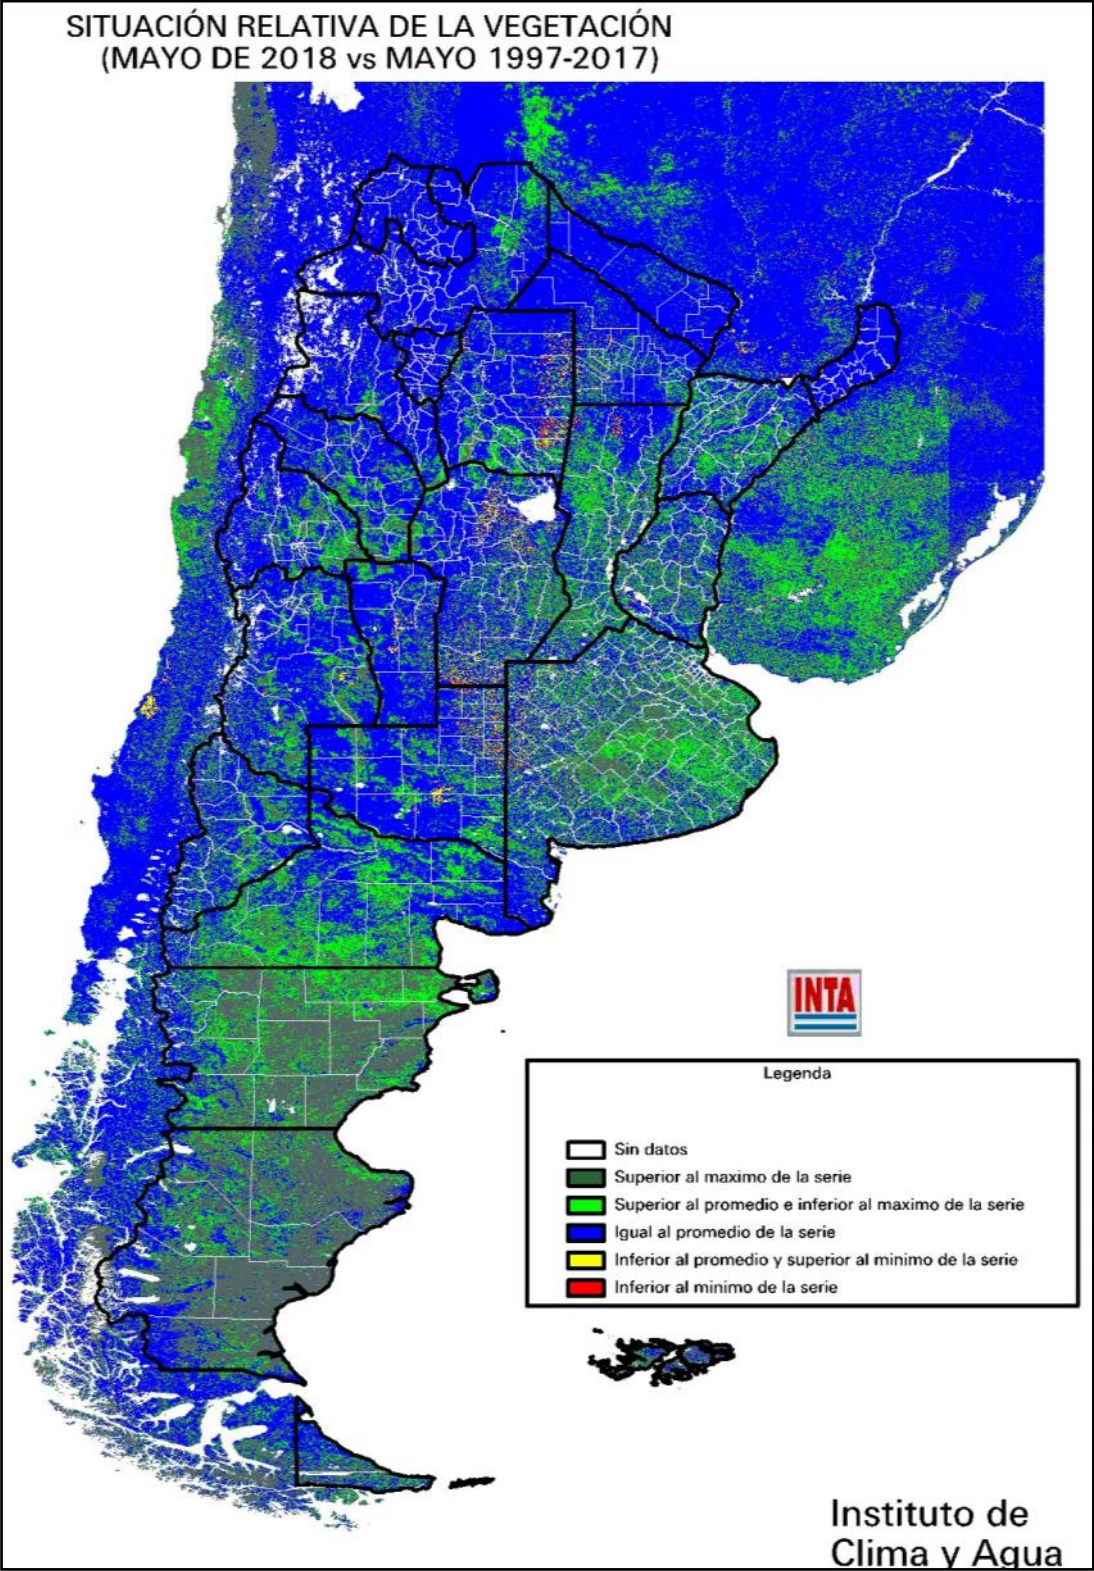 SITUACIÓN RELATIVA DE LA VEGETACIÓN
(MAYO DE 2018 vs MAYO 1997-2017)
INTA
Legenda
Sin datos
Superior al maximo de la serie
Superior al promedio e inferior al maximo de la serie
Igual al promedio de la serie
Inferior al promedio y superior al minimo de la serie
Inferior al minimo de la serie
Instituto de
Clima y Agua